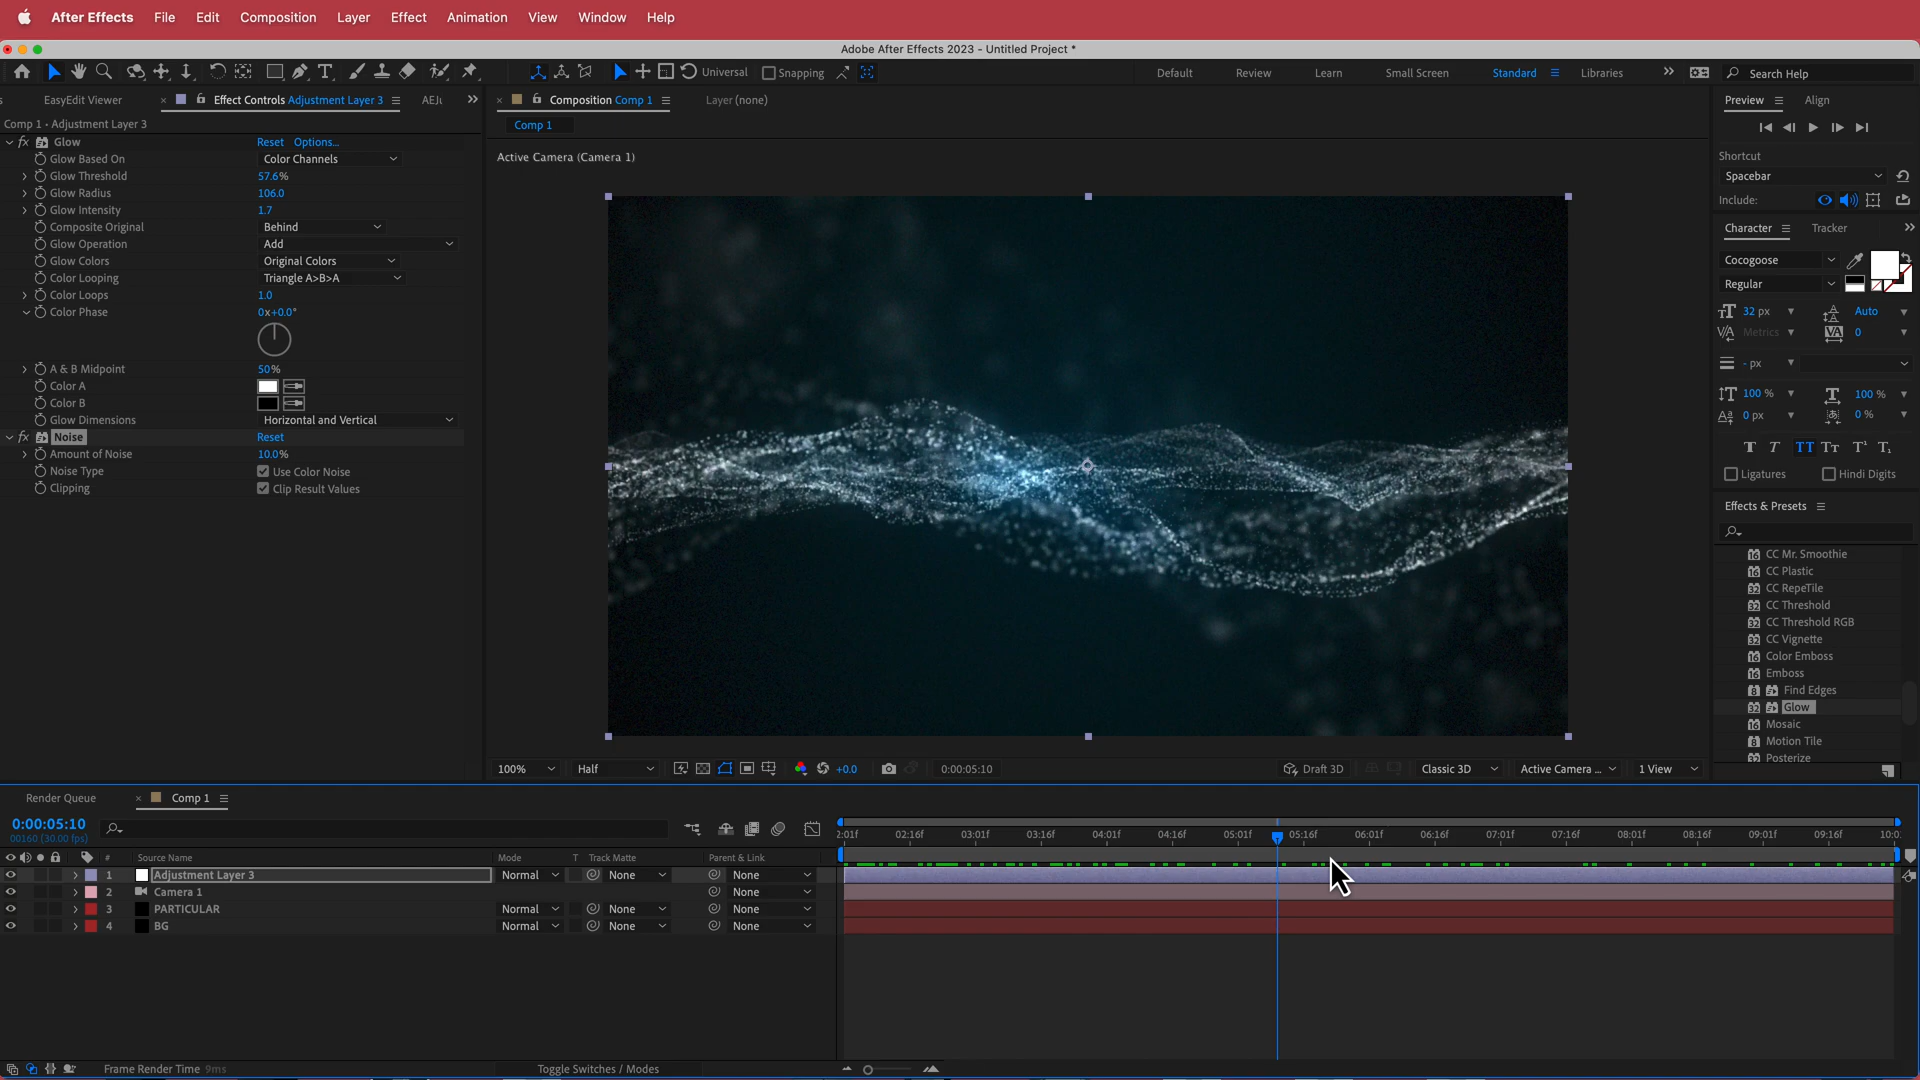 After Effects File Edit Composition Layer Effect Animation View Window Help
Adobe After Effects 2023 - Untitled Project *
Universal Snapping Default Review Learn Small Screen Standard Libraries Search Help
EasyEdit Viewer Effect Controls Adjustment Layer 3
Comp 1 • Adjustment Layer 3
Glow Reset Options...
Glow Based On Color Channels
Glow Threshold 57.6%
Glow Radius 106.0
Glow Intensity 1.7
Composite Original Behind
Glow Operation Add
Glow Colors Original Colors
Color Looping Triangle A>B>A
Color Loops 1.0
Color Phase 0x+0.0°
A & B Midpoint 50%
Color A
Color B
Glow Dimensions Horizontal and Vertical
Noise Reset
Amount of Noise 10.0%
Noise Type Use Color Noise
Clipping Clip Result Values
Composition Comp 1 Layer (none)
Comp 1
Active Camera (Camera 1)
100% Half +0.0 0:00:05:10 Draft 3D Classic 3D Active Camera ... 1 View
Preview Align
Shortcut
Spacebar
Include:
Character Tracker
Cocogoose
Regular
32 px Auto
Metrics 0
- px
100 % 100 %
0 px 0 %
T T TT Tt T¹ T₁
Ligatures Hindi Digits
Effects & Presets
CC Mr. Smoothie
CC Plastic
CC RepeTile
CC Threshold
CC Threshold RGB
CC Vignette
Color Emboss
Emboss
Find Edges
Glow
Mosaic
Motion Tile
Posterize
Render Queue Comp 1
0:00:05:10
00160 (30.00 fps)
2:01f 02:16f 03:01f 03:16f 04:01f 04:16f 05:01f 05:16f 06:01f 06:16f 07:01f 07:16f 08:01f 08:16f 09:01f 09:16f 10:0
# Source Name Mode T Track Matte Parent & Link
1 Adjustment Layer 3 Normal None None
2 Camera 1 None
3 PARTICULAR Normal None None
4 BG Normal None None
Frame Render Time 9ms Toggle Switches / Modes